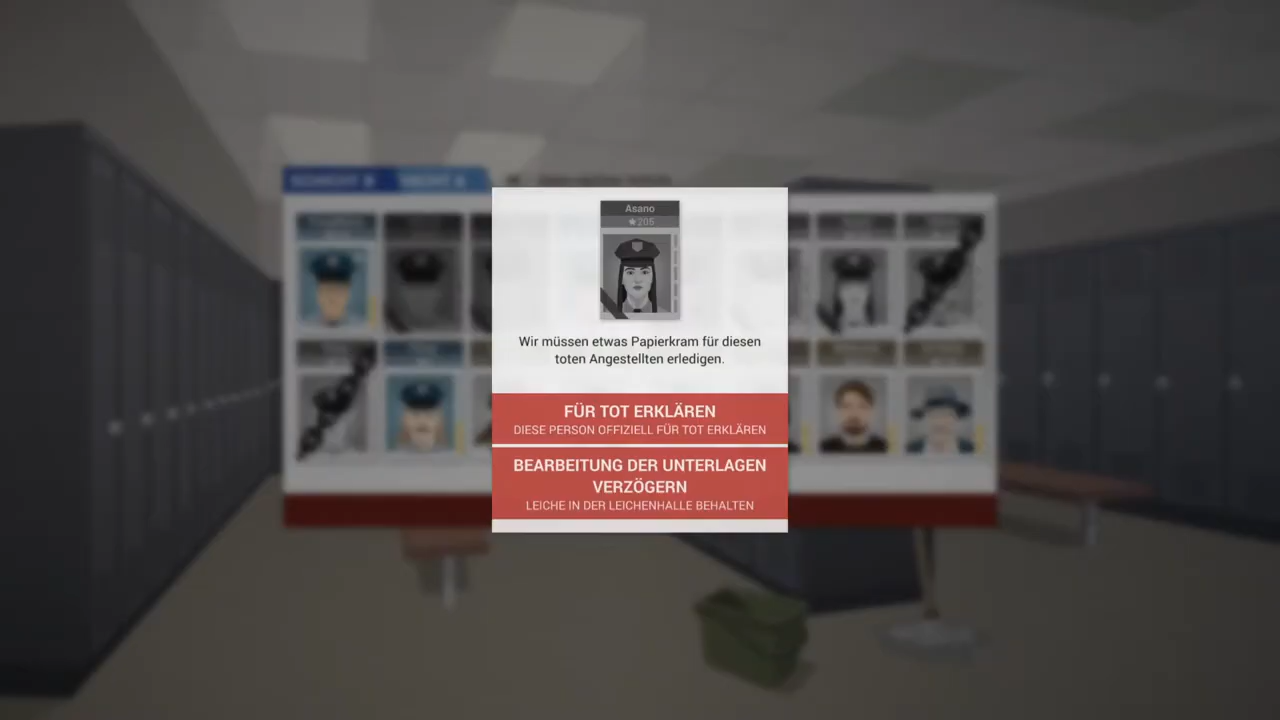 Asano
★205
Wir müssen etwas Papierkram für diesen
toten Angestellten erledigen.
FÜR TOT ERKLÄREN
DIESE PERSON OFFIZIELL FÜR TOT ERKLÄREN
BEARBEITUNG DER UNTERLAGEN
VERZÖGERN
LEICHE IN DER LEICHENHALLE BEHALTEN